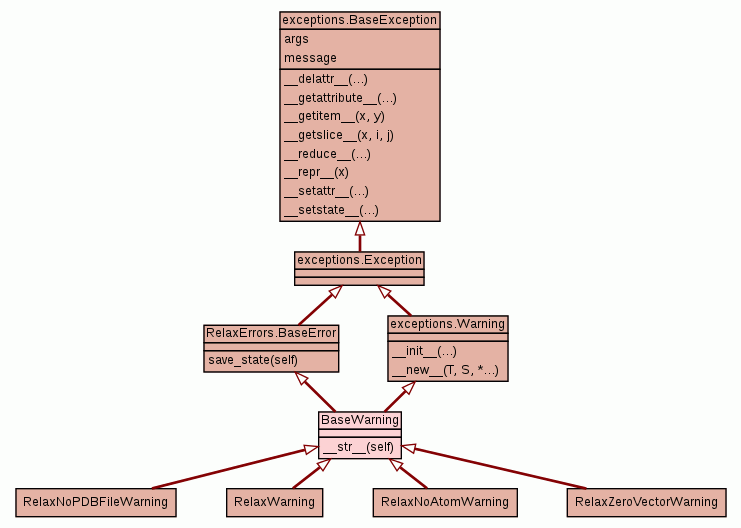 exceptions.BaseException
args
message
__delattr__(...)
__getattribute__(...)
__getitem__(x, y)
__getslice__(x, i, j)
__reduce__(...)
__repr__(x)
__setattr__(...)
__setstate__(...)
exceptions.Exception
RelaxErrors.BaseError
save_state(self)
exceptions.Warning
__init__(...)
__new__(T, S, *...)
BaseWarning
__str__(self)
RelaxNoPDBFileWarning
RelaxWarning
RelaxNoAtomWarning
RelaxZeroVectorWarning